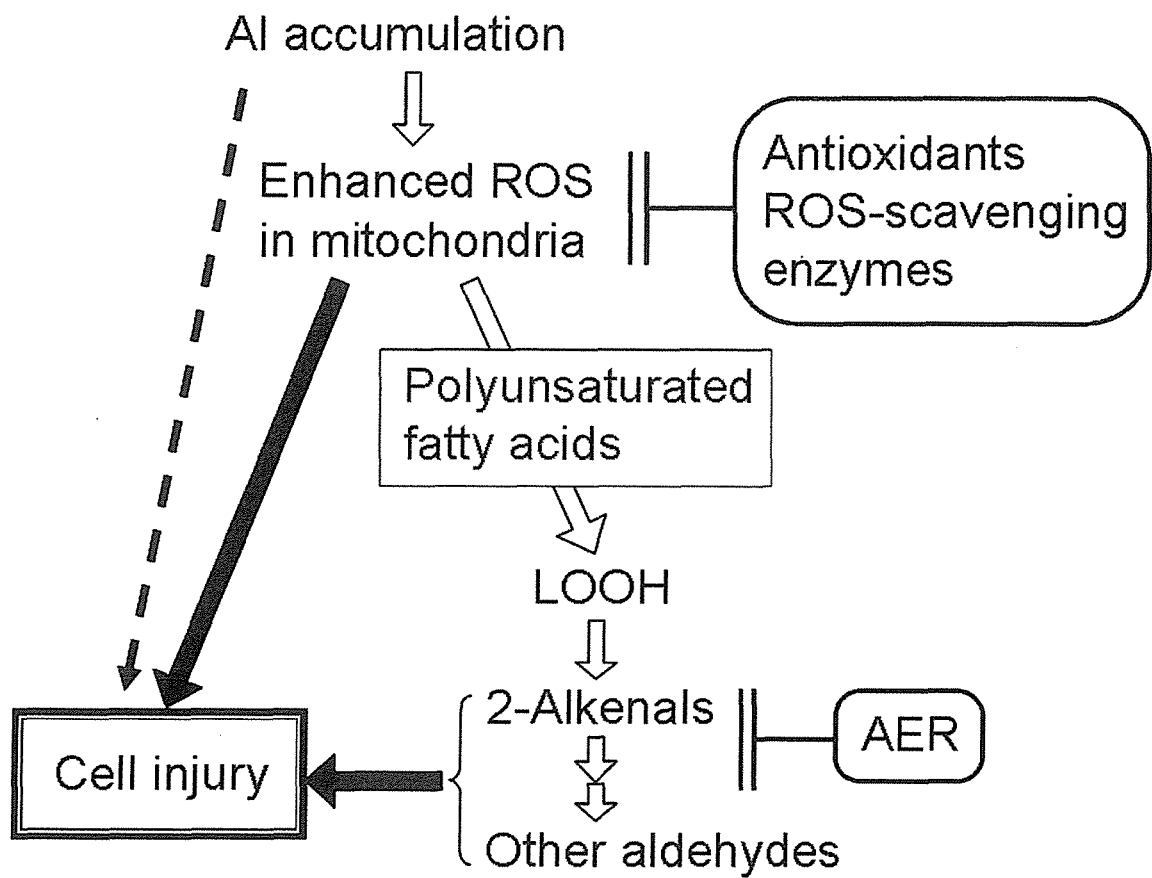 Al accumulation
Enhanced ROS
in mitochondria
Antioxidants
ROS-scavenging
enzymes
Polyunsaturated
fatty acids
LOOH
2-Alkenals
AER
Cell injury
Other aldehydes